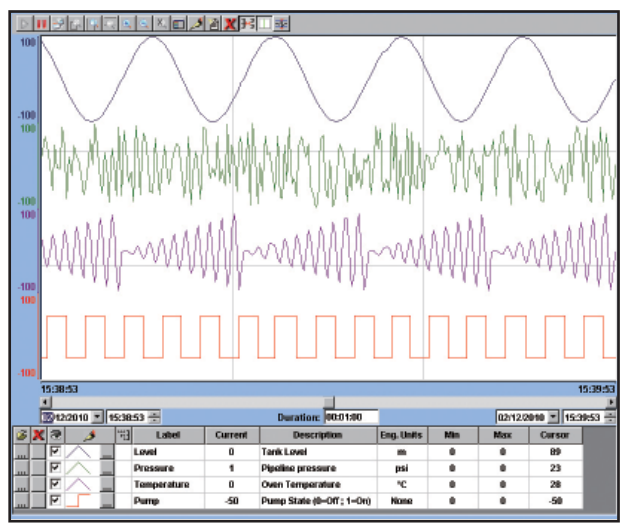 100
-100
100
-100
100
-100
100
-100
15:38:53 15:39:53
12/2010 15:38:53 Duration: 00:01:00 02/12/2010 15:39:53
Label Current Description Eng. Units Min Max Cursor
... ... Level 0 Tank Level m 0 0 89
... ... Pressure 1 Pipeline pressure psi 0 0 23
... ... Temperature 0 Oven Temperature °C 0 0 28
... ... Pump -50 Pump State (0=Off ; 1=On) None 0 0 -50